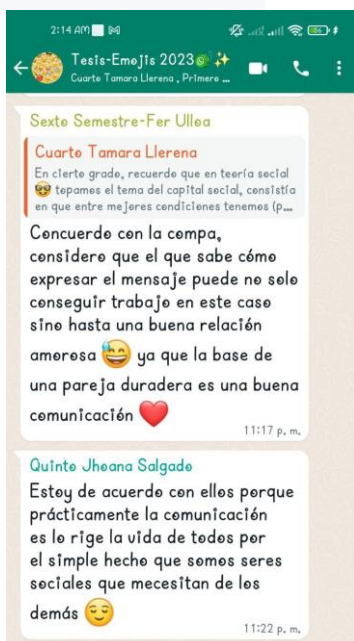 2:14 AM
Tesis-Emojis 2023
Cuarto Tamara Llerena , Primero ...
Sexto Semestre-Fer Ulloa
Cuarto Tamara Llerena
En cierto grado, recuerdo que en teoría social
🤓 topamos el tema del capital social, consistía
en que entre mejores condiciones tenemos (p...
Concuerdo con la compa,
considero que el que sabe cómo
expresar el mensaje puede no solo
conseguir trabajo en este caso
sino hasta una buena relación
amorosa 😅 ya que la base de
una pareja duradera es una buena
comunicación ❤️
11:17 p. m.
Quinto Jhoana Salgado
Estoy de acuerdo con ellos porque
prácticamente la comunicación
es lo rige la vida de todos por
el simple hecho que somos seres
sociales que mecesitan de los
demás 😌
11:22 p. m.